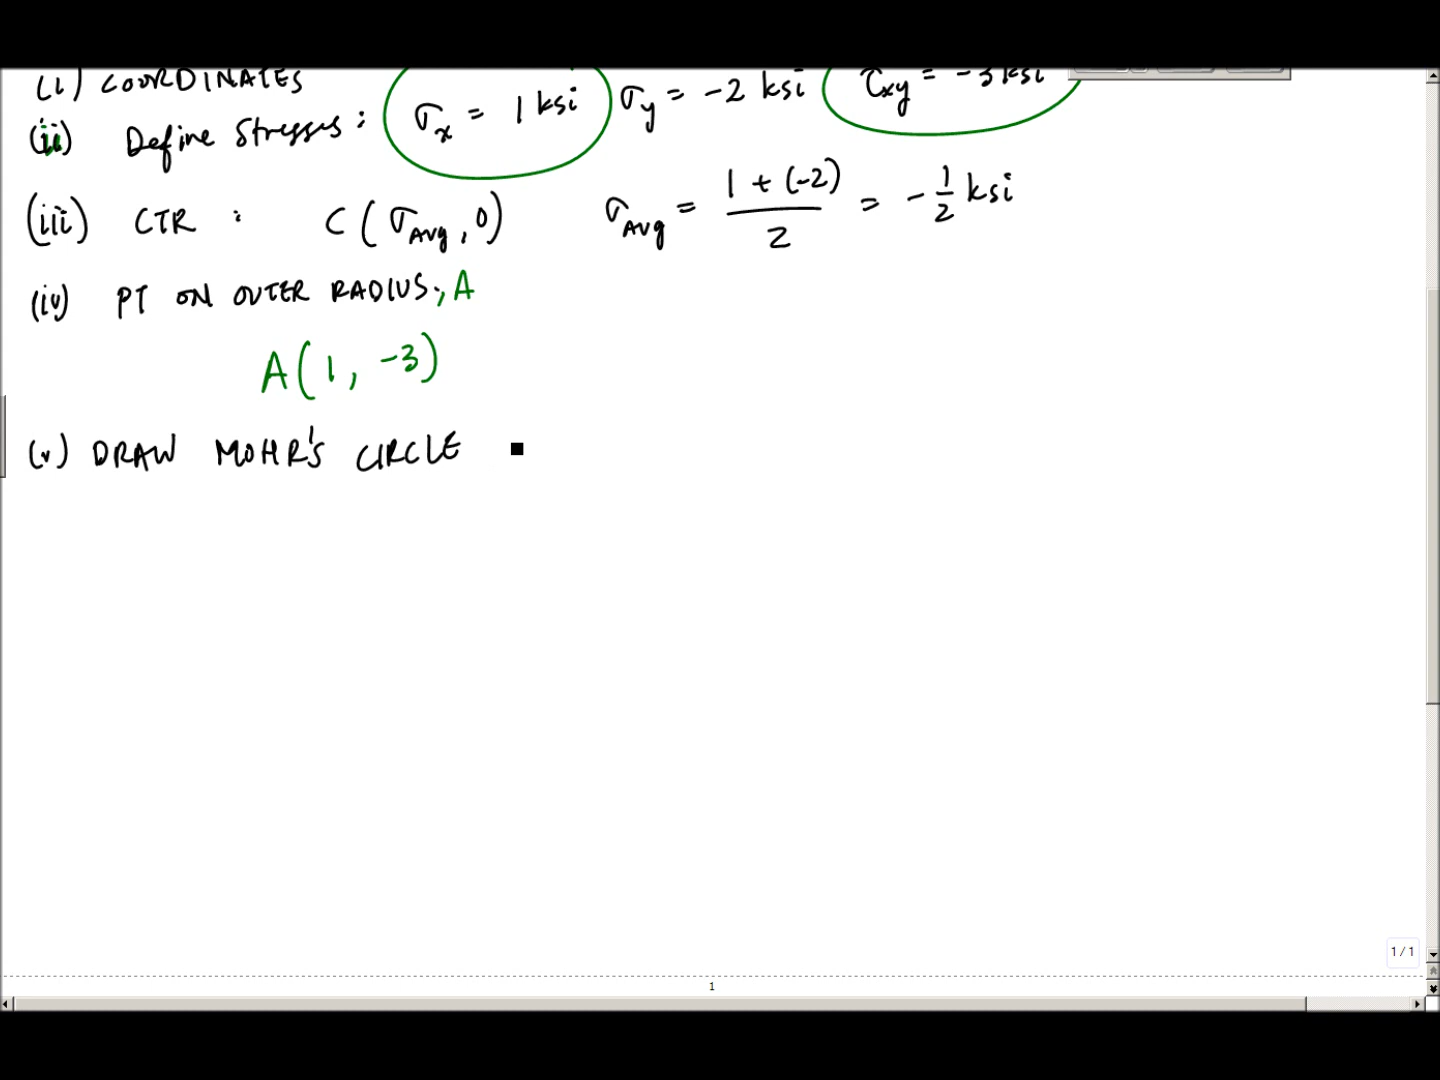 (i) COORDINATES
(ii) Define Stresses: σx = 1 ksi σy = -2 ksi τxy = -3 ksi
(iii) CTR : C(σAvg, 0) σAvg = 1 + (-2) / 2 = - 1/2 ksi
(iv) PT ON OUTER RADIUS, A
A(1, -3)
(v) DRAW MOHR'S CIRCLE
1 / 1
1